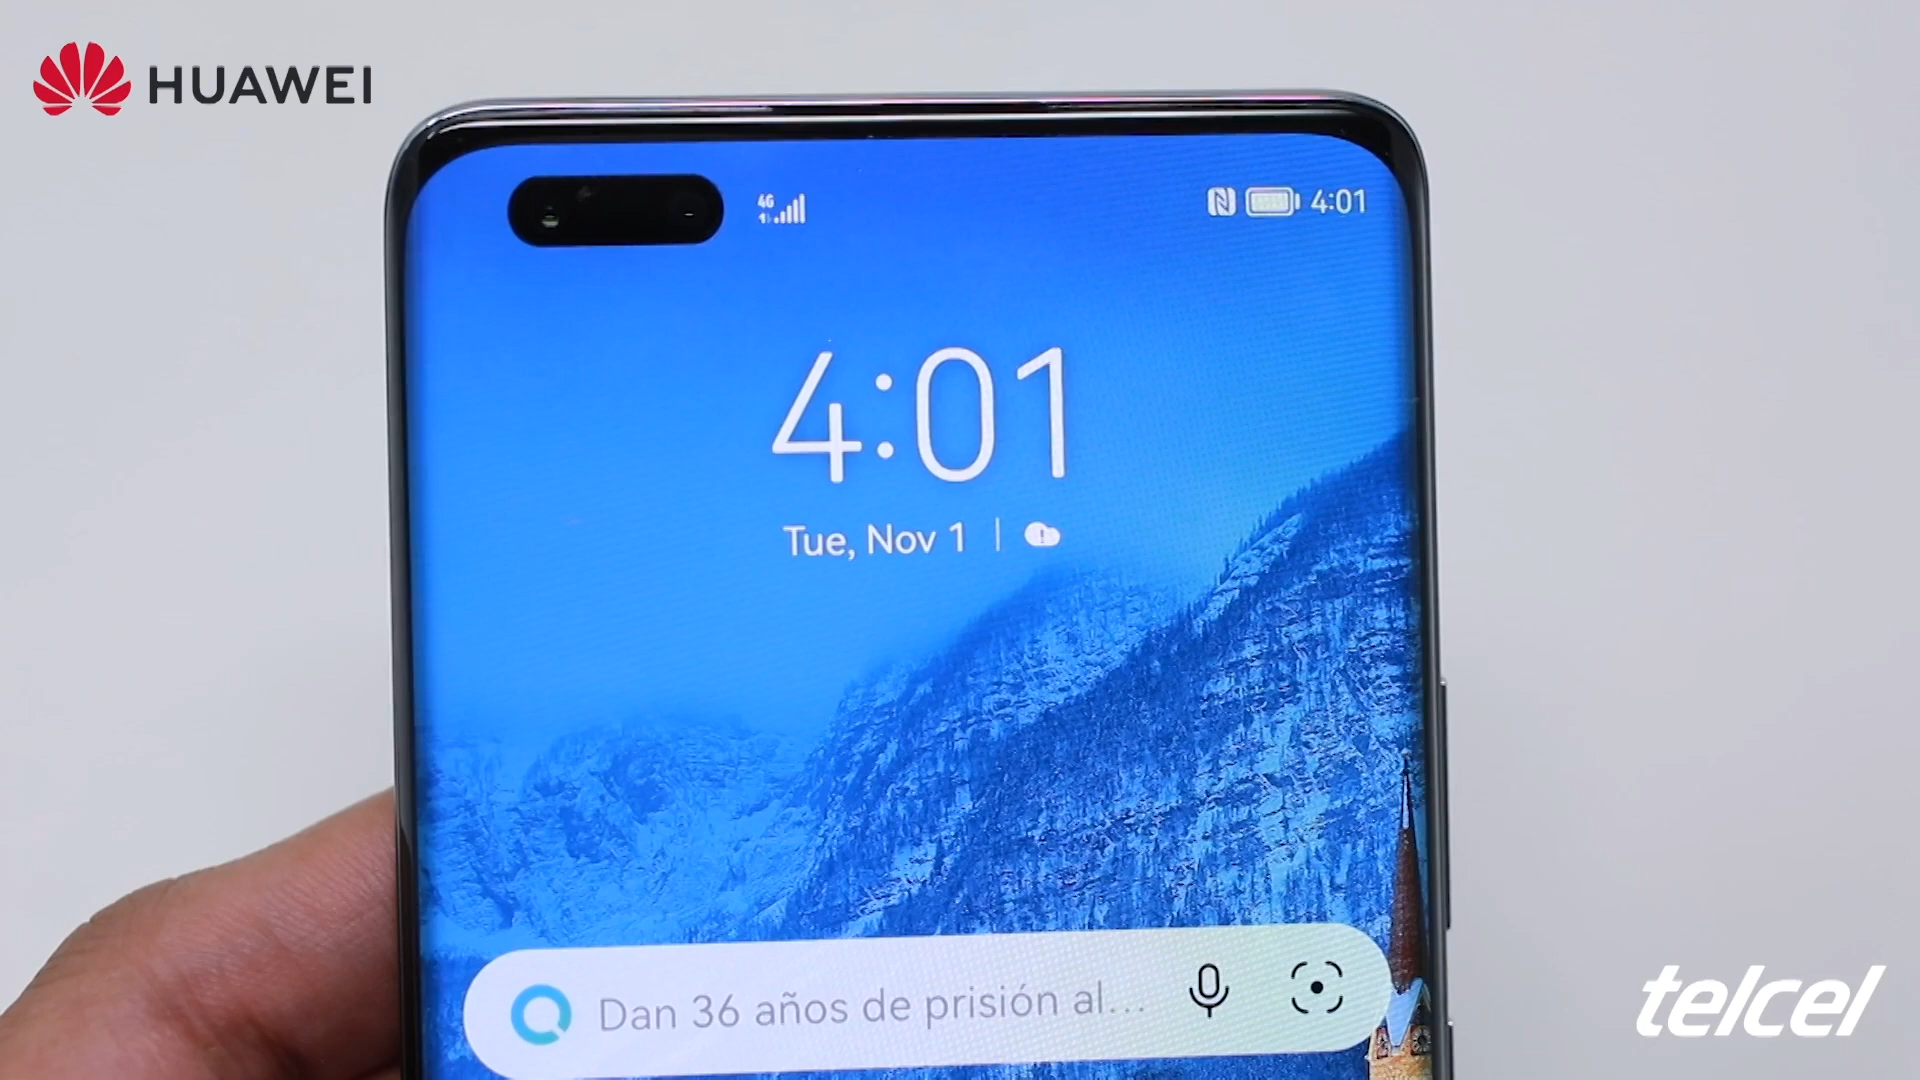 HUAWEI
4G
4:01
4:01
Tue, Nov 1
Dan 36 años de prisión al...
telcel